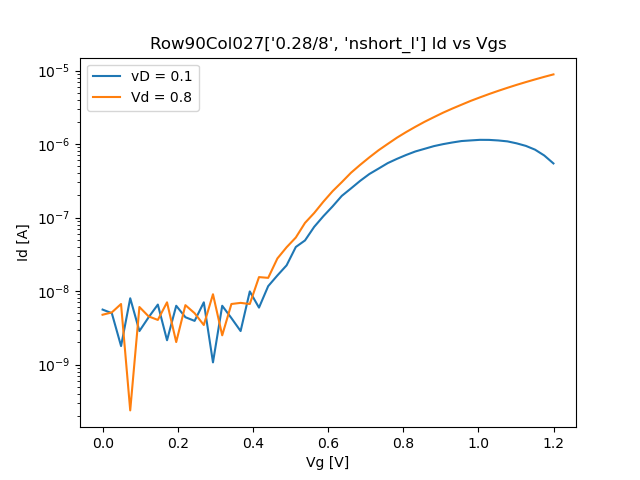 Row90Col027['0.28/8', 'nshort_l'] Id vs Vgs
vD = 0.1
Vd = 0.8
Id [A]
10⁻⁵
10⁻⁶
10⁻⁷
10⁻⁸
10⁻⁹
0.0 0.2 0.4 0.6 0.8 1.0 1.2
Vg [V]